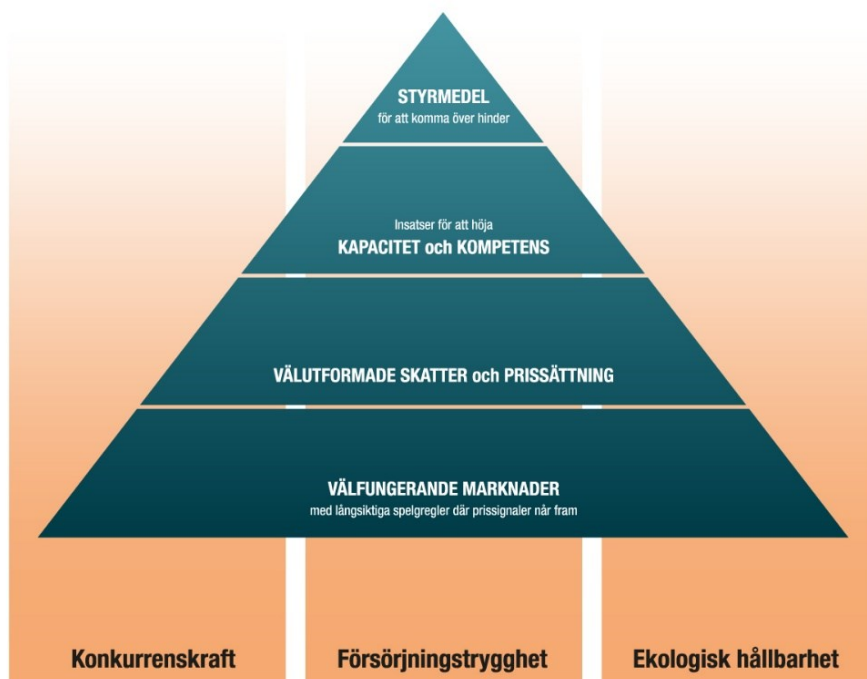 STYRMEDEL
för att komma över hinder
Insatser för att höja
KAPACITET och KOMPETENS
VÄLUTFORMADE SKATTER och PRISSÄTTNING
VÄLFUNGERANDE MARKNADER
med långsiktiga spelregler där prissignaler når fram
Konkurrenskraft
Försörjningstrygghet
Ekologisk hållbarhet